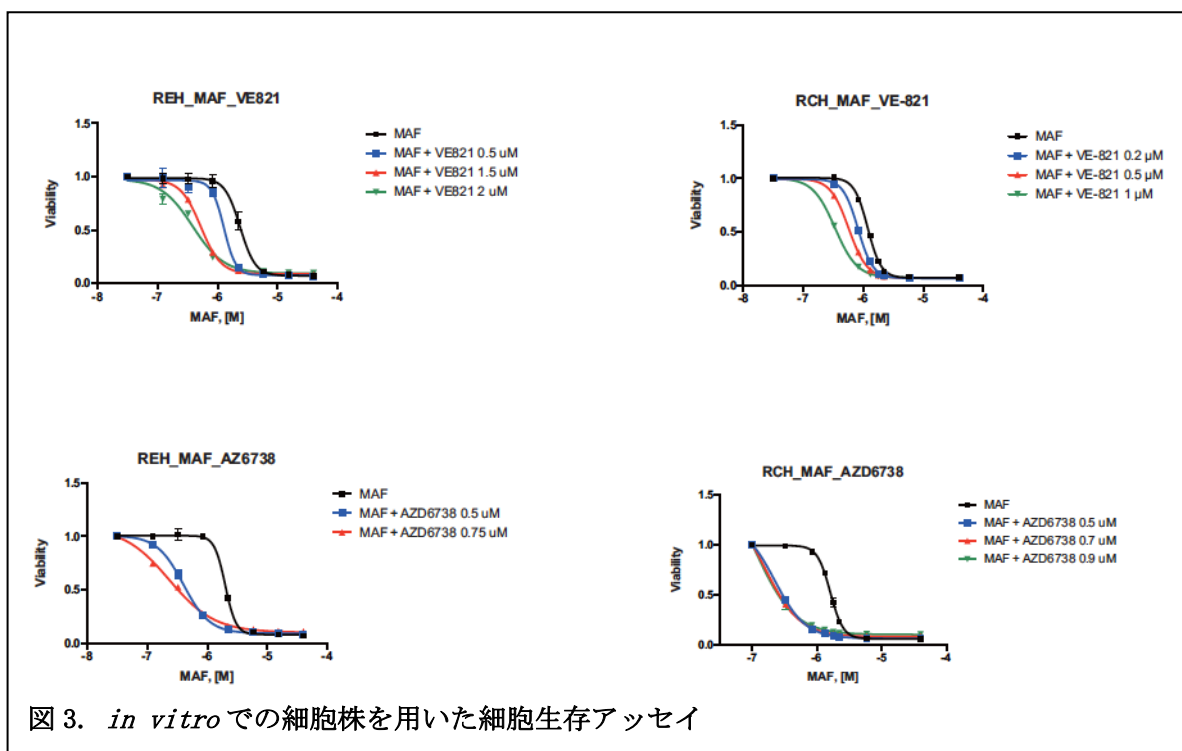 REH_MAF_VE821
1.5
1.0
0.5
0.0
-8
-7
-6
-5
-4
Viability
MAF, [M]
MAF
MAF + VE821 0.5 uM
MAF + VE821 1.5 uM
MAF + VE821 2 uM
RCH_MAF_VE-821
1.5
1.0
0.5
0.0
-8
-7
-6
-5
-4
Viability
MAF, [M]
MAF
MAF + VE-821 0.2 µM
MAF + VE-821 0.5 µM
MAF + VE-821 1 µM
REH_MAF_AZ6738
1.5
1.0
0.5
0.0
-8
-7
-6
-5
-4
Viability
MAF, [M]
MAF
MAF + AZD6738 0.5 uM
MAF + AZD6738 0.75 uM
RCH_MAF_AZD6738
1.5
1.0
0.5
0.0
-7
-6
-5
-4
Viability
MAF, [M]
MAF
MAF + AZD6738 0.5 uM
MAF + AZD6738 0.7 uM
MAF + AZD6738 0.9 uM
図 3. in vitro での細胞株を用いた細胞生存アッセイ